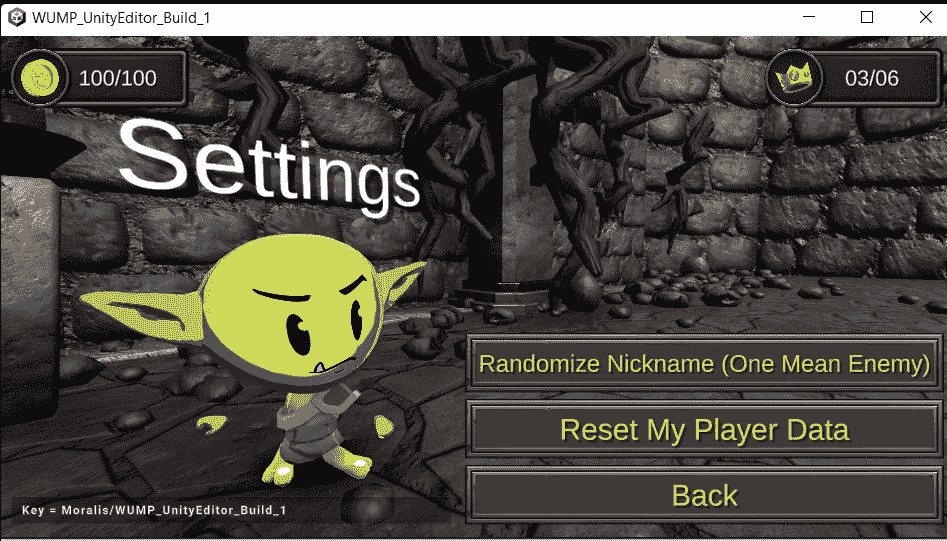 WUMP_UnityEditor_Build_1
100/100
03/06
Settings
Randomize Nickname (One Mean Enemy)
Reset My Player Data
Back
Key = Moralis/WUMP_UnityEditor_Build_1